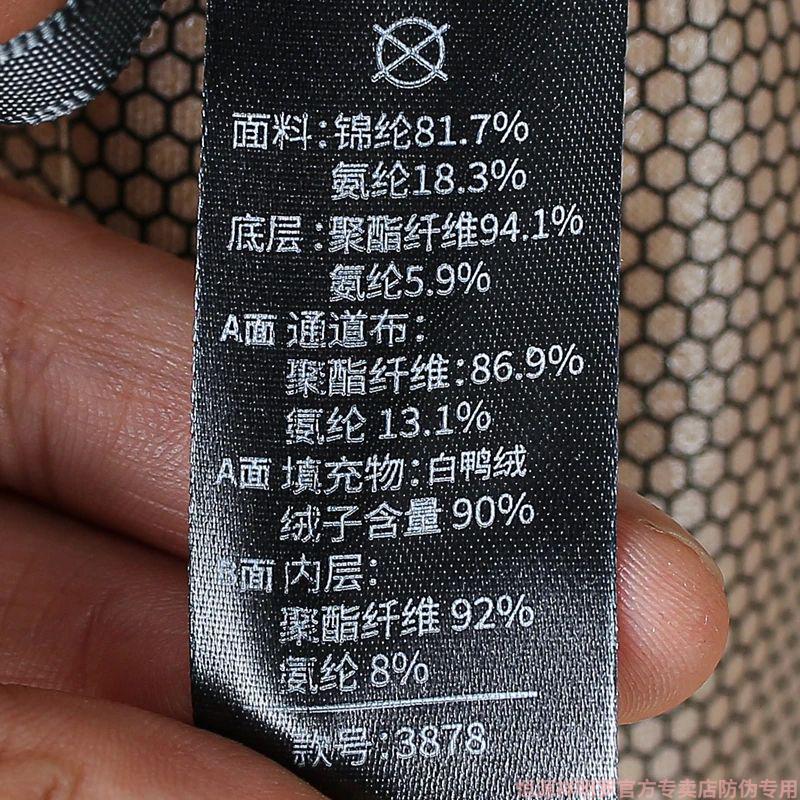 面料:锦纶81.7%
氨纶18.3%
底层:聚酯纤维94.1%
氨纶5.9%
A面 通道布:
聚酯纤维:86.9%
氨纶 13.1%
A面 填充物:白鸭绒
绒子含量 90%
B面 内层:
聚酯纤维 92%
氨纶 8%
款号:3878
官方专卖店防伪专用